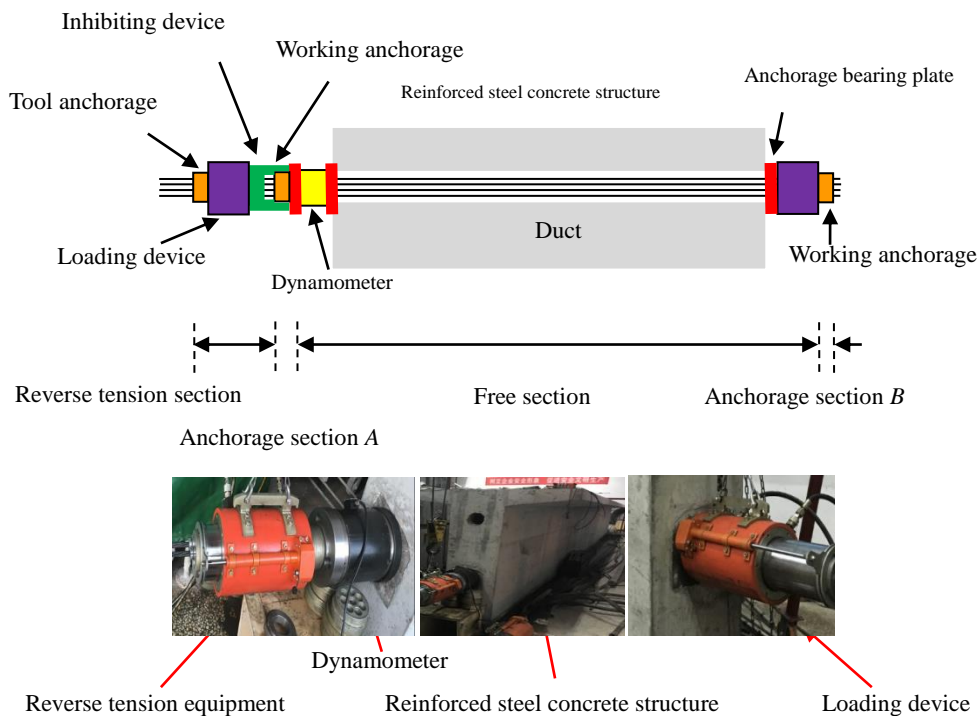 Inhibiting device
Working anchorage
Anchorage bearing plate
Reinforced steel concrete structure
Tool anchorage
Duct
Loading device
Working anchorage
Dynamometer
Reverse tension section
Free section
Anchorage section B
Anchorage section A
Dynamometer
Reverse tension equipment
Reinforced steel concrete structure
Loading device